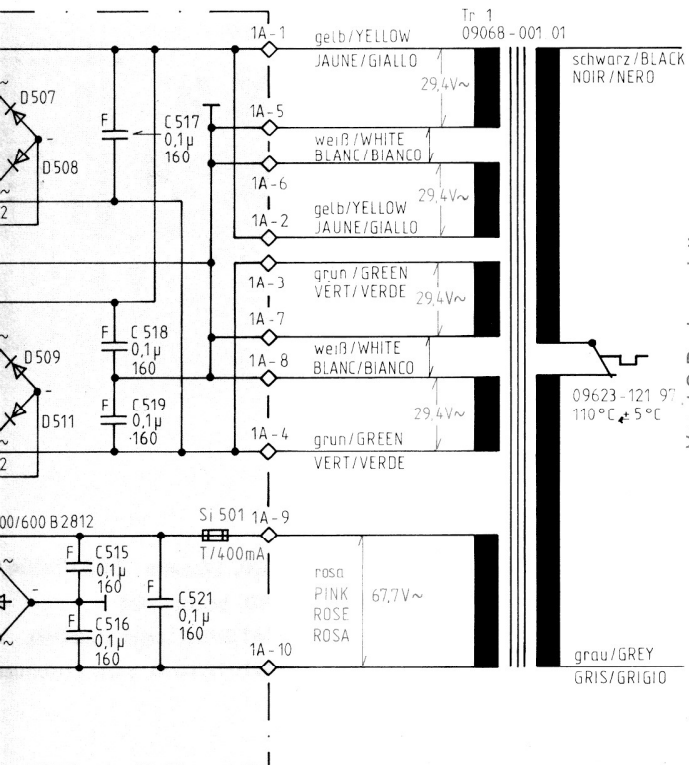 Tr 1
09068-001 01
1A-1
gelb/YELLOW
JAUNE/GIALLO
schwarz/BLACK
NOIR/NERO
29,4V~
~
D507
-
D508
~
2
F
C517
0,1µ
160
1A-5
weiß/WHITE
BLANC/BIANCO
1A-6
29,4V~
1A-2
gelb/YELLOW
JAUNE/GIALLO
1A-3
grün/GREEN
VERT/VERDE
29,4V~
1A-7
weiß/WHITE
BLANC/BIANCO
1A-8
F
C518
0,1µ
160
~
D509
-
D511
~
2
F
C519
0,1µ
160
29,4V~
1A-4
grün/GREEN
VERT/VERDE
09623-121 97
110°C ± 5°C
00/600 B2812
Si 501
1A-9
T/400mA
~
F
C515
0,1µ
160
-
F
C516
0,1µ
160
~
F
C521
0,1µ
160
rosa
PINK
ROSE
ROSA
67,7V~
1A-10
grau/GREY
GRIS/GRIGIO